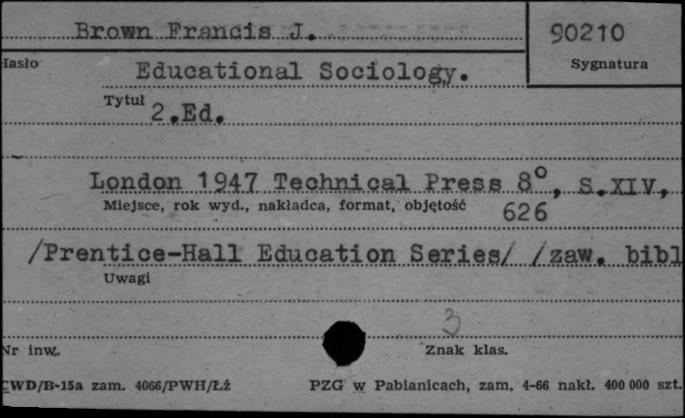 Brown Francis J.
90210
Hasło
Sygnatura
Educational Sociology.
Tytuł
2.Ed.
London 1947 Technical Press 8°, S.XIV,
Miejsce, rok wyd., nakładca, format, objętość
626
/Prentice-Hall Education Series/ /zaw. bibl
Uwagi
3
Nr inw.
Znak klas.
CWD/B-15a zam. 4066/PWH/Łż
PZG w Pabianicach, zam. 4-66 nakł. 400 000 szt.